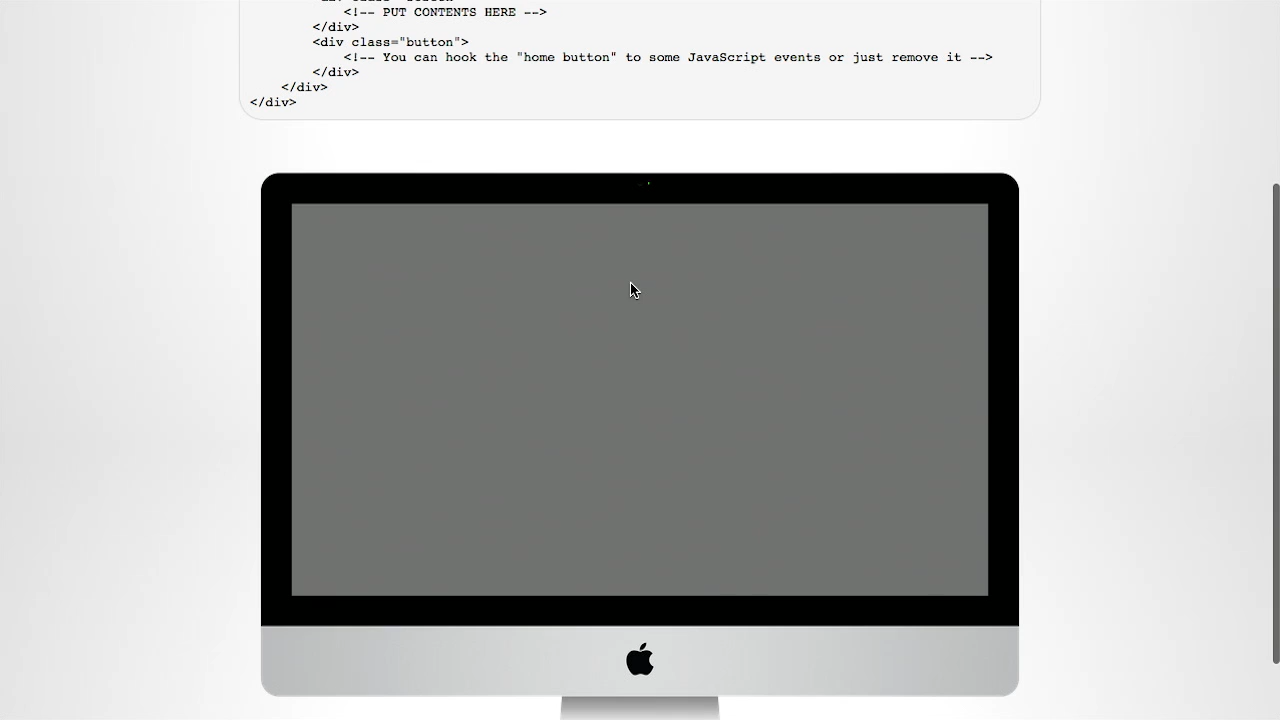 <!-- PUT CONTENTS HERE -->
</div>
<div class="button">
<!-- You can hook the "home button" to some JavaScript events or just remove it -->
</div>
</div>
</div>